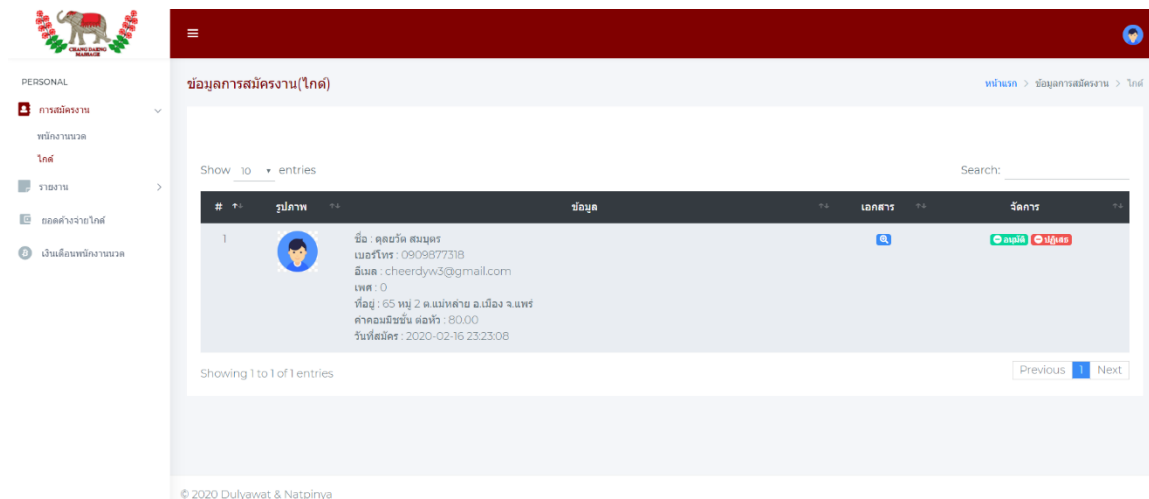 CHANG DAENG
MASSAGE
PERSONAL
การสมัครงาน
พนักงานนวด
ไกด์
รายงาน
ยอดค้างจ่ายไกด์
เงินเดือนพนักงานนวด
ข้อมูลการสมัครงาน(ไกด์)
หน้าแรก > ข้อมูลการสมัครงาน > ไกด์
Show 10 entries
Search:
# รูปภาพ ข้อมูล เอกสาร จัดการ
1
ชื่อ : ดุลยวัต สมบุตร
เบอร์โทร : 0909877318
อีเมล : cheerdyw3@gmail.com
เพศ : 0
ที่อยู่ : 65 หมู่ 2 ต.แม่หล่าย อ.เมือง จ.แพร่
ค่าคอมมิชชั่น ต่อหัว : 80.00
วันที่สมัคร : 2020-02-16 23:23:08
อนุมัติ ปฏิเสธ
Showing 1 to 1 of 1 entries
Previous 1 Next
© 2020 Dulyawat & Natpinya